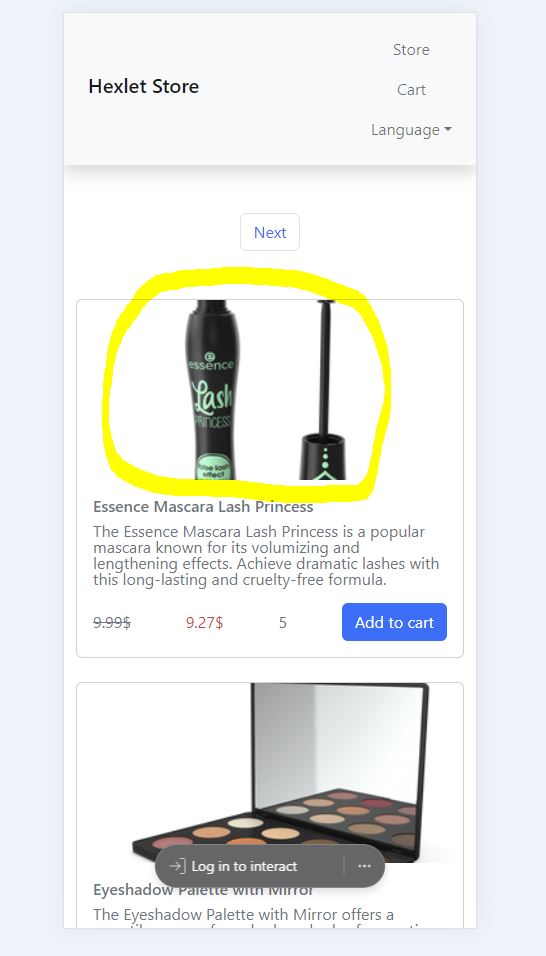 Store
Hexlet Store
Cart
Language
Next
essence
Lash
PRINCESS
false lash
effect
Essence Mascara Lash Princess
The Essence Mascara Lash Princess is a popular
mascara known for its volumizing and
lengthening effects. Achieve dramatic lashes with
this long-lasting and cruelty-free formula.
9.99$ 9.27$ 5 Add to cart
Log in to interact
Eyeshadow Palette with Mirror
The Eyeshadow Palette with Mirror offers a